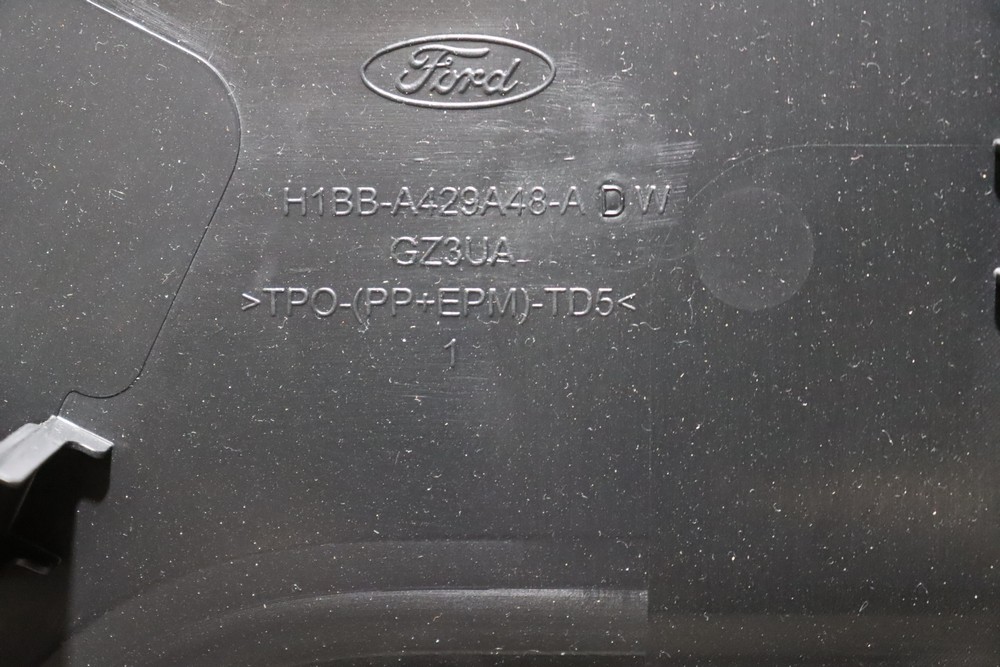 Ford
H1BB-A429A48-A D W
GZ3UA
>TPO-(PP+EPM)-TD5<
1